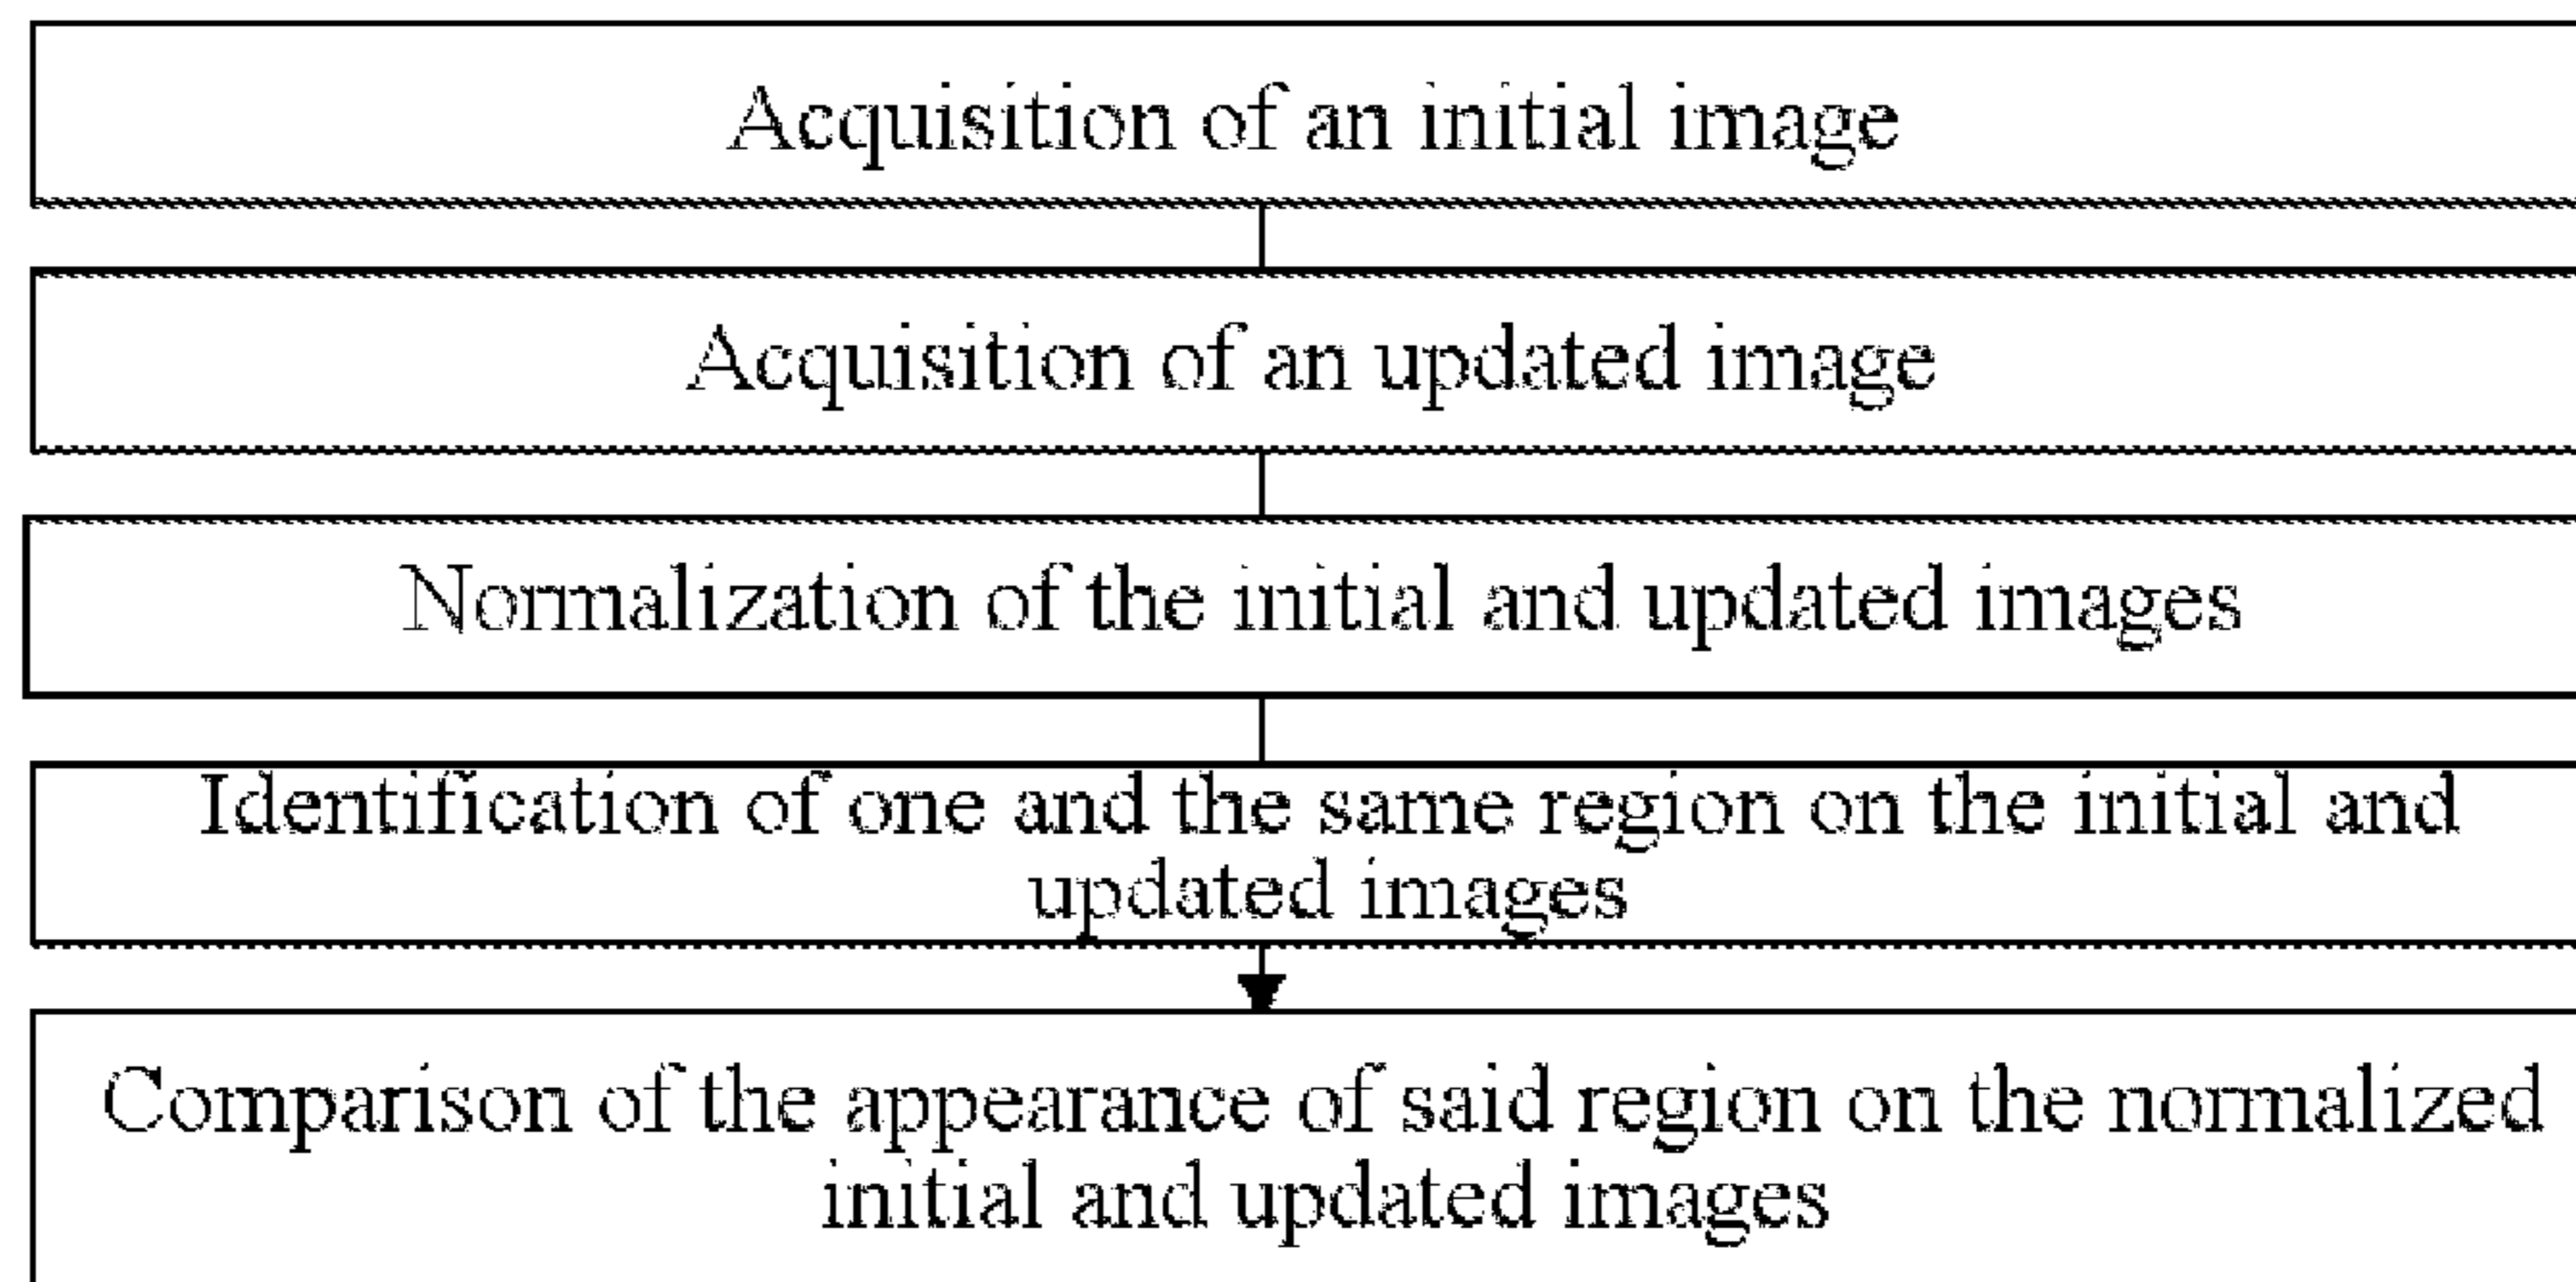 Acquisition of an initial image
Acquisition of an updated image
Normalization of the initial and updated images
Identification of one and the same region on the initial and
updated images
Comparison of the appearance of said region on the normalized
initial and updated images